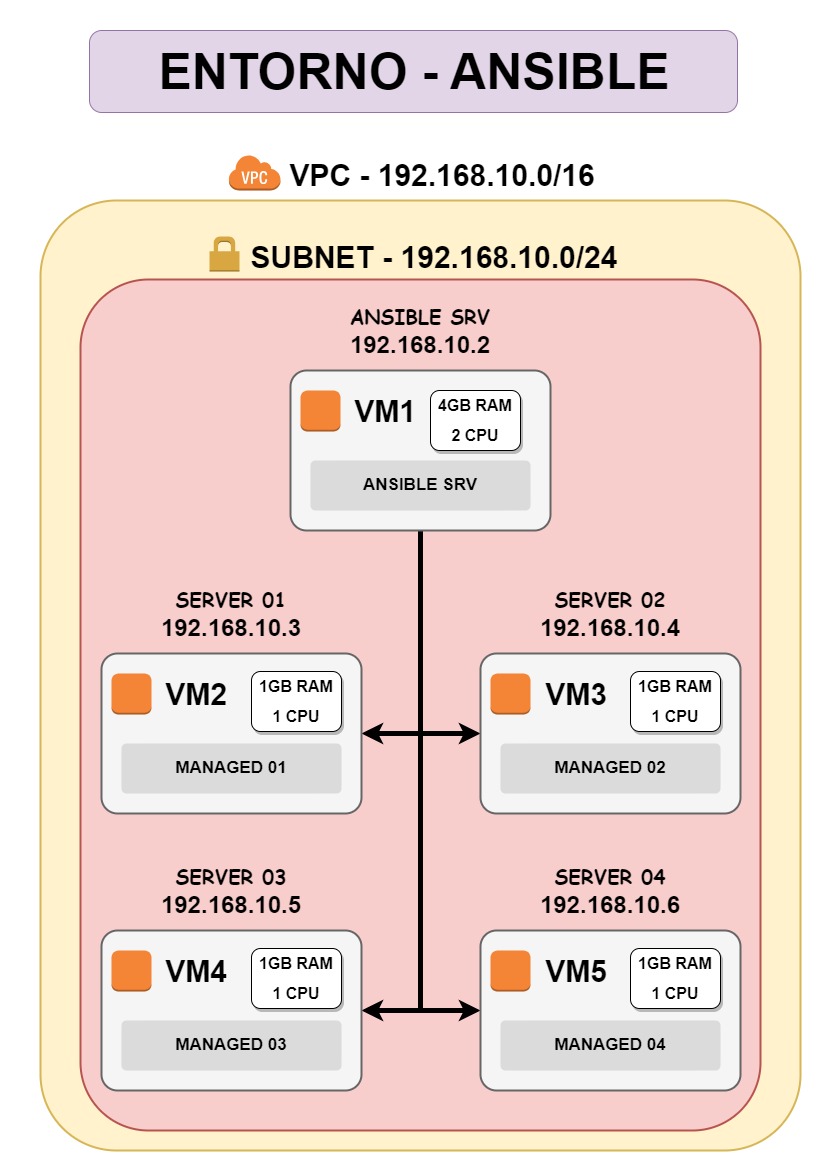 ENTORNO - ANSIBLE
VPC
VPC - 192.168.10.0/16
SUBNET - 192.168.10.0/24
ANSIBLE SRV
192.168.10.2
VM1
4GB RAM
2 CPU
ANSIBLE SRV
SERVER 01
192.168.10.3
VM2
1GB RAM
1 CPU
MANAGED 01
SERVER 02
192.168.10.4
VM3
1GB RAM
1 CPU
MANAGED 02
SERVER 03
192.168.10.5
VM4
1GB RAM
1 CPU
MANAGED 03
SERVER 04
192.168.10.6
VM5
1GB RAM
1 CPU
MANAGED 04